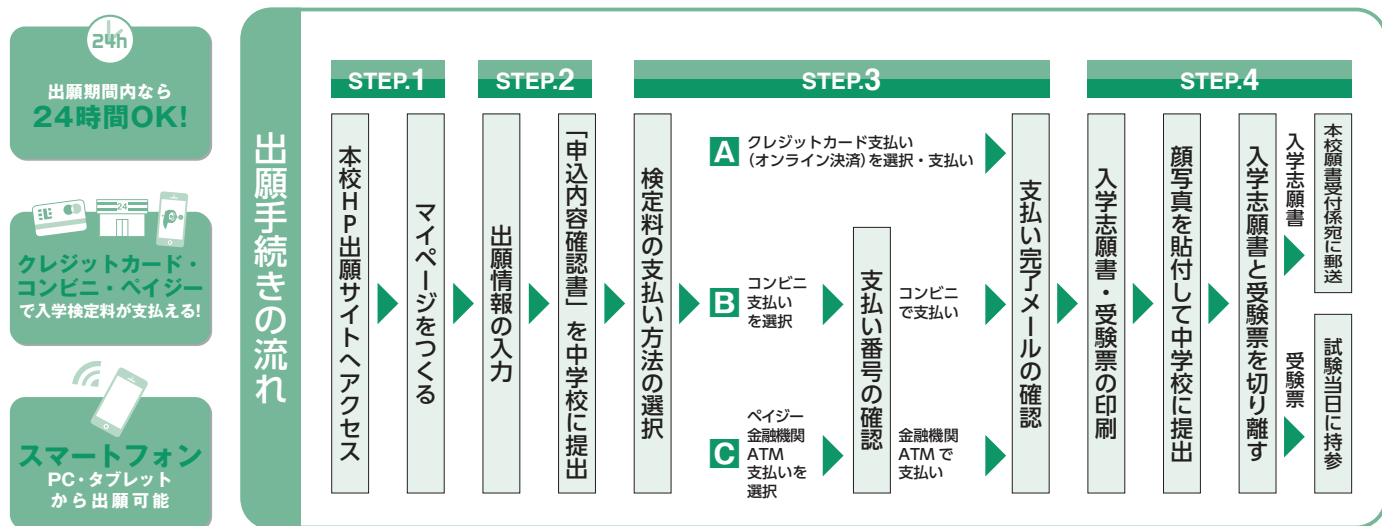 24h
出願期間内なら
24時間OK!
24
クレジットカード・
コンビニ・ペイジー
で入学検定料が支払える!
スマートフォン
PC・タブレット
から出願可能
出願手続きの流れ
STEP.1
本校HP出願サイトへアクセス
マイページをつくる
STEP.2
出願情報の入力
「申込内容確認書」を中学校に提出
STEP.3
検定料の支払い方法の選択
A
クレジットカード支払い
(オンライン決済)を選択・支払い
B
コンビニ
支払い
を選択
C
ペイジー
金融機関
ATM
支払いを
選択
支払い番号の確認
コンビニ
で支払い
金融機関
ATMで
支払い
支払い完了メールの確認
STEP.4
入学志願書・受験票の印刷
顔写真を貼付して中学校に提出
入学志願書と受験票を切り離す
入学志願書
本校願書受付係宛に郵送
受験票
試験当日に持参